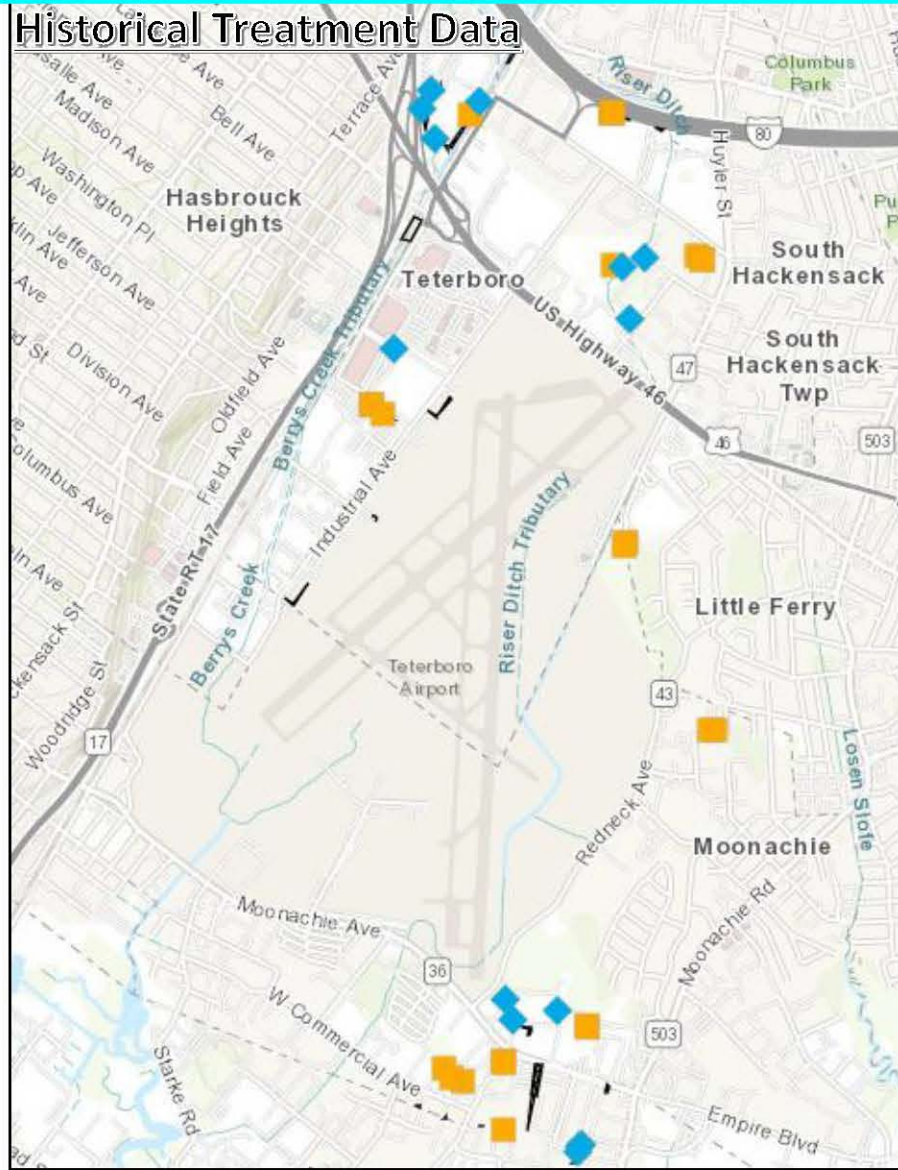 Historical Treatment Data
Ave
Madison Ave
Bell Ave
Terrace Ave
Washington Pl
Jefferson Ave
Ave
Division Ave
Oldfield Ave
Field Ave
Columbus Ave
Woodridge St
Hasbrouck
Heights
Teterboro
Riser Ditch
Columbus
Park
80
Huyler St
South
Hackensack
South
Hackensack
Twp
47
US Highway 46
46
503
Berrys Creek Tributary
Industrial Ave
State RT 17
Berrys Creek
17
Riser Ditch Tributary
Teterboro
Airport
Little Ferry
43
Redneck Ave
Losen Slote
Moonachie
Moonachie Rd
Moonachie Ave
36
W Commercial Ave
503
Starke Rd
Empire Blvd